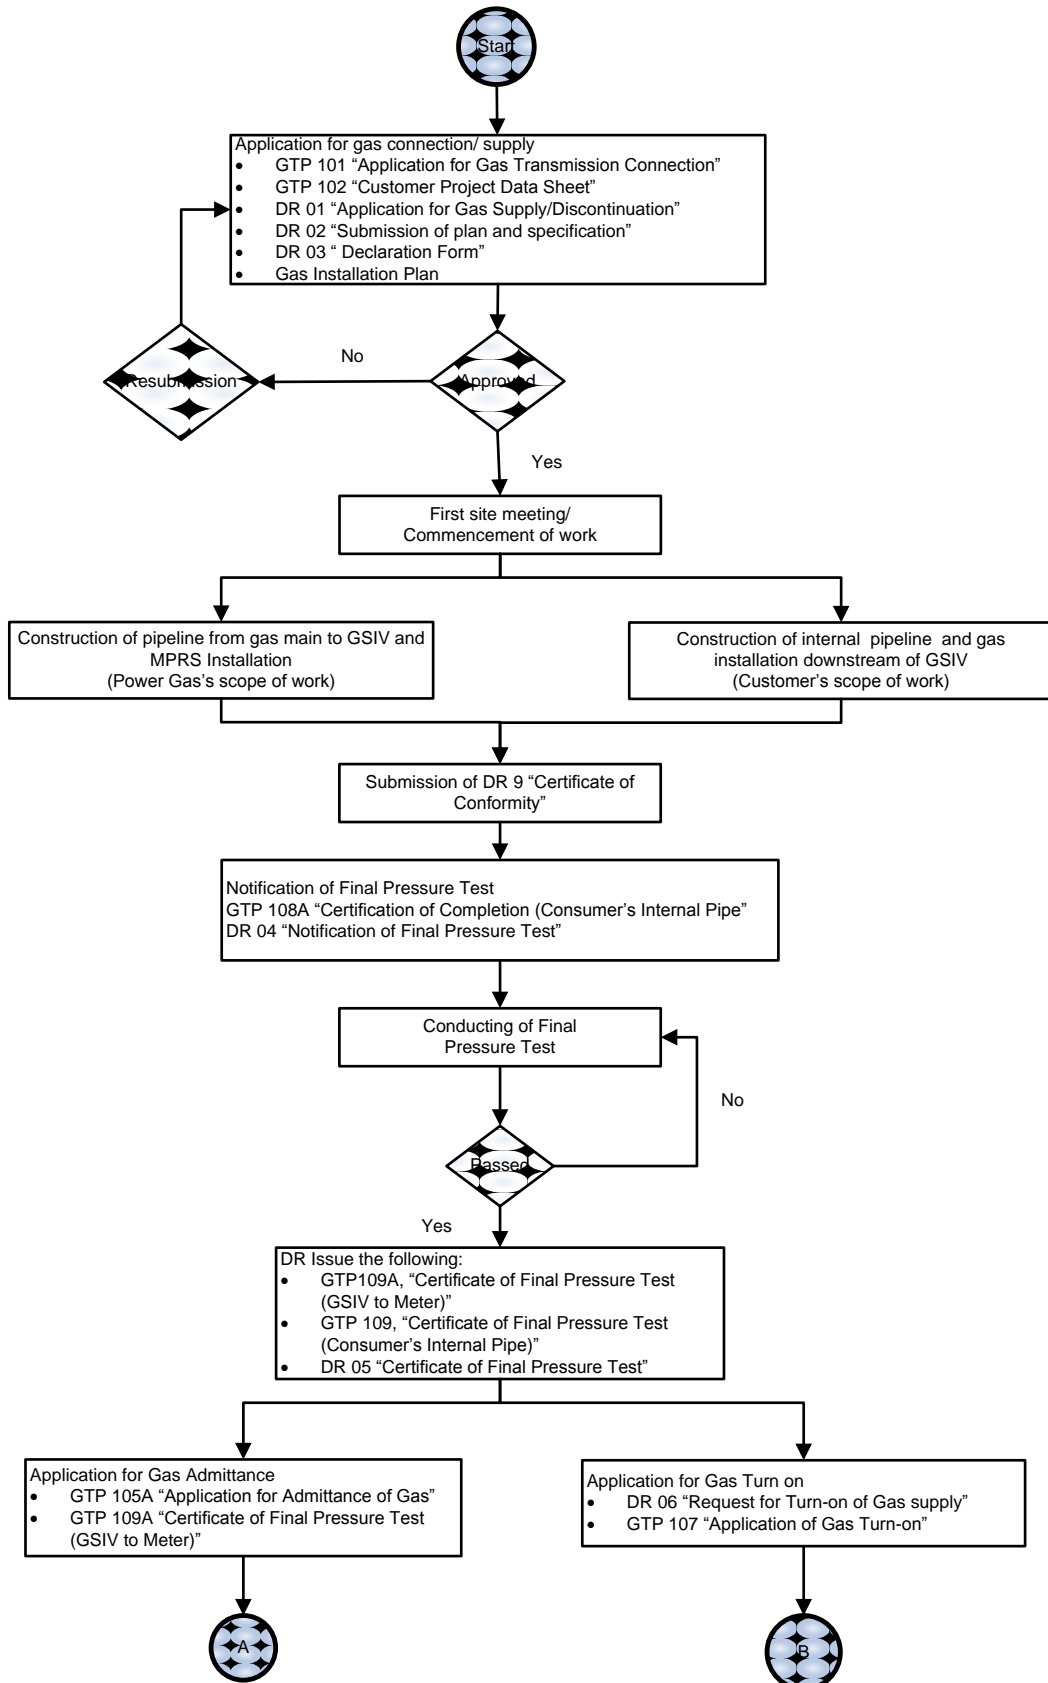 Start
Application for gas connection/ supply
• GTP 101 “Application for Gas Transmission Connection”
• GTP 102 “Customer Project Data Sheet”
• DR 01 “Application for Gas Supply/Discontinuation”
• DR 02 “Submission of plan and specification”
• DR 03 “ Declaration Form”
• Gas Installation Plan
No
Resubmission
Approved
Yes
First site meeting/
Commencement of work
Construction of pipeline from gas main to GSIV and
MPRS Installation
(Power Gas’s scope of work)
Construction of internal pipeline and gas
installation downstream of GSIV
(Customer’s scope of work)
Submission of DR 9 “Certificate of
Conformity”
Notification of Final Pressure Test
GTP 108A “Certification of Completion (Consumer’s Internal Pipe”
DR 04 “Notification of Final Pressure Test”
Conducting of Final
Pressure Test
No
Passed
Yes
DR Issue the following:
• GTP109A, “Certificate of Final Pressure Test
(GSIV to Meter)”
• GTP 109, “Certificate of Final Pressure Test
(Consumer’s Internal Pipe)”
• DR 05 “Certificate of Final Pressure Test”
Application for Gas Admittance
• GTP 105A “Application for Admittance of Gas”
• GTP 109A “Certificate of Final Pressure Test
(GSIV to Meter)”
Application for Gas Turn on
• DR 06 “Request for Turn-on of Gas supply”
• GTP 107 “Application of Gas Turn-on”
A
B